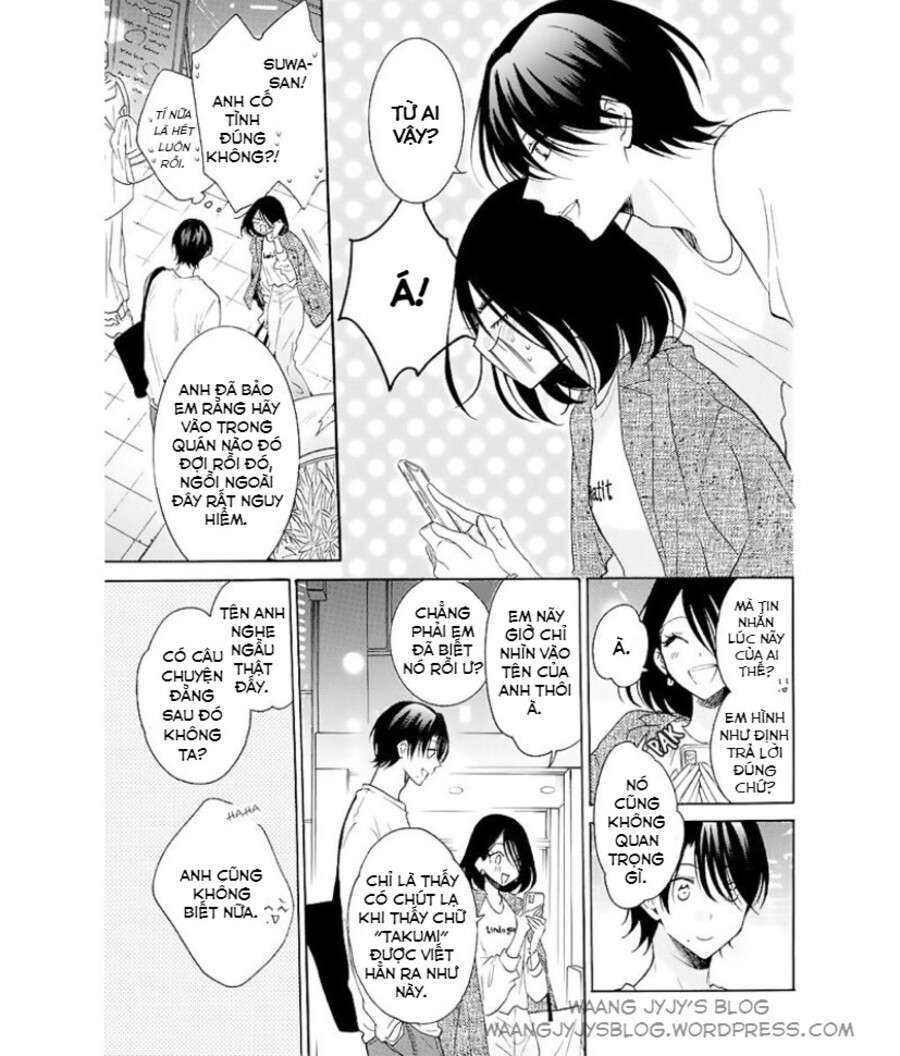 TỪ AI
VẬY?
Á!
SUWA-
SAN!
ANH CỐ
TÌNH
ĐÚNG
KHÔNG?!
TÍ NỮA
LÀ HẾT
LUÔN
RỒI.
ANH ĐÃ BẢO
EM RẰNG HÃY
VÀO TRONG
QUÁN NÀO ĐÓ
ĐỢI RỒI ĐÓ,
NGỒI NGOÀI
ĐÂY RẤT NGUY
HIỂM.
MÀ TIN
NHẮN
LÚC NÃY
CỦA AI
THẾ?
EM HÌNH
NHƯ ĐỊNH
TRẢ LỜI
ĐÚNG
CHỨ?
À.
PAK
NÓ
CŨNG
KHÔNG
QUAN
TRỌNG
GÌ.
EM NÃY
GIỜ CHỈ
NHÌN VÀO
TÊN CỦA
ANH THÔI
À.
CHẲNG
PHẢI EM
ĐÃ BIẾT
NÓ RỒI Ư?
CHỈ LÀ THẤY
CÓ CHÚT LẠ
KHI THẤY CHỮ
"TAKUMI"
ĐƯỢC VIẾT
HẲN RA NHƯ
NÀY.
TÊN ANH
NGHE
NGẦU
THẬT
ĐẤY.
CÓ CÂU
CHUYỆN
ĐẰNG
SAU ĐÓ
KHÔNG
TA?
HAHA
ANH CŨNG
KHÔNG
BIẾT NỮA.
WAANG JYJY'S BLOG
WAANGJYJYSBLOG.WORDPRESS.COM